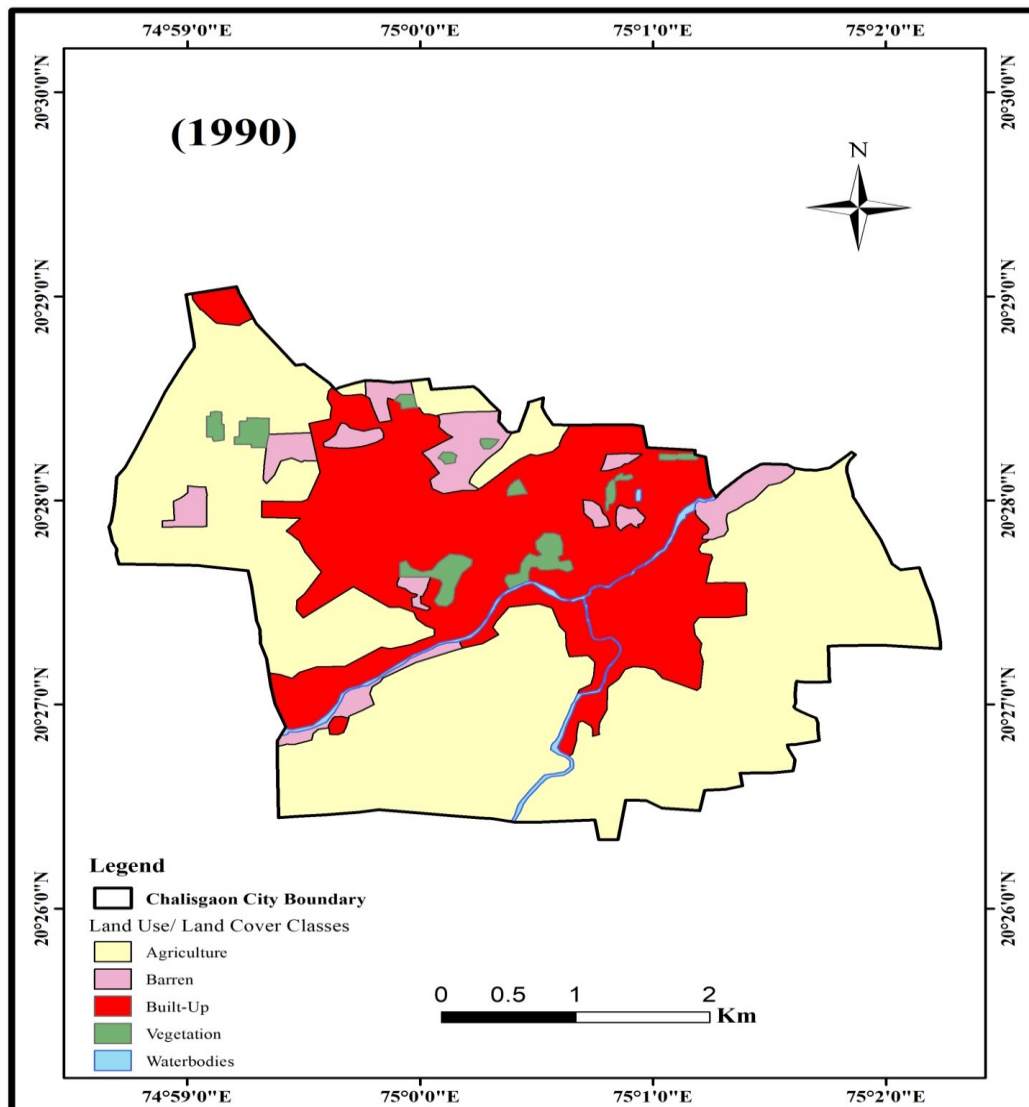 74°59'0"E 75°0'0"E 75°1'0"E 75°2'0"E
20°30'0"N 20°30'0"N
(1990)
N
20°29'0"N 20°29'0"N
20°28'0"N 20°28'0"N
20°27'0"N 20°27'0"N
20°26'0"N 20°26'0"N
Legend
Chalisgaon City Boundary
Land Use/ Land Cover Classes
Agriculture
Barren
Built-Up
Vegetation
Waterbodies
0 0.5 1 2
Km
74°59'0"E 75°0'0"E 75°1'0"E 75°2'0"E